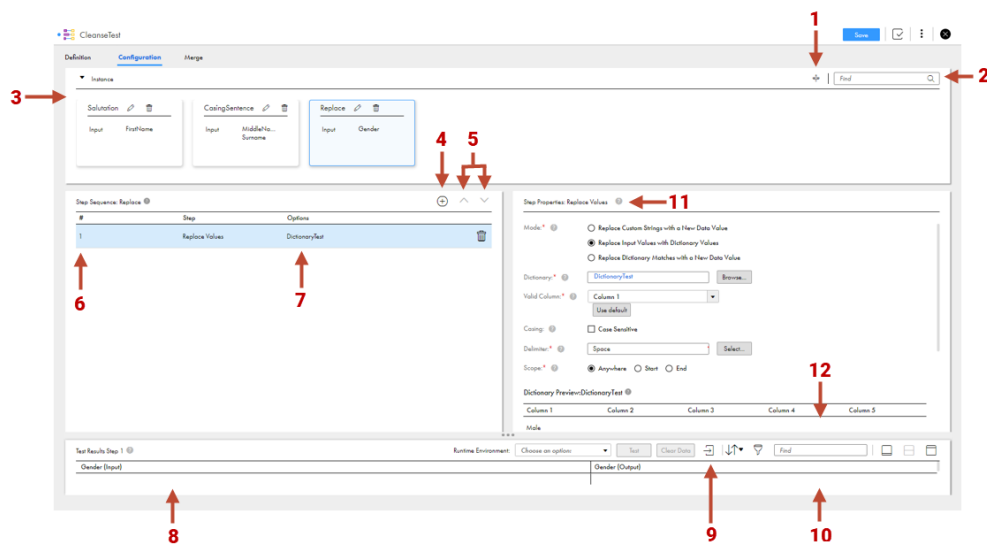 1
CleanseTest
Save
Definition Configuration Merge
2
Instance
Find
3
Salutation
Input FirstName
CasingSentence
Input MiddleNa...
Surname
Replace
Input Gender
4
5
Step Sequence: Replace
# Step Options
1 Replace Values DictionaryTest
6
7
Step Properties: Replace Values
11
Mode:* Replace Custom Strings with a New Data Value
Replace Input Values with Dictionary Values
Replace Dictionary Matches with a New Data Value
Dictionary:* DictionaryTest Browse...
Valid Column:* Column 1
Use default
Casing: Case Sensitive
Delimiter:* Space Select...
Scope:* Anywhere Start End
12
Dictionary Preview:DictionaryTest
Column 1 Column 2 Column 3 Column 4 Column 5
Male
Test Results Step 1 Runtime Environment: Choose an option: Test Clear Data Find
Gender (Input) Gender (Output)
8
9
10